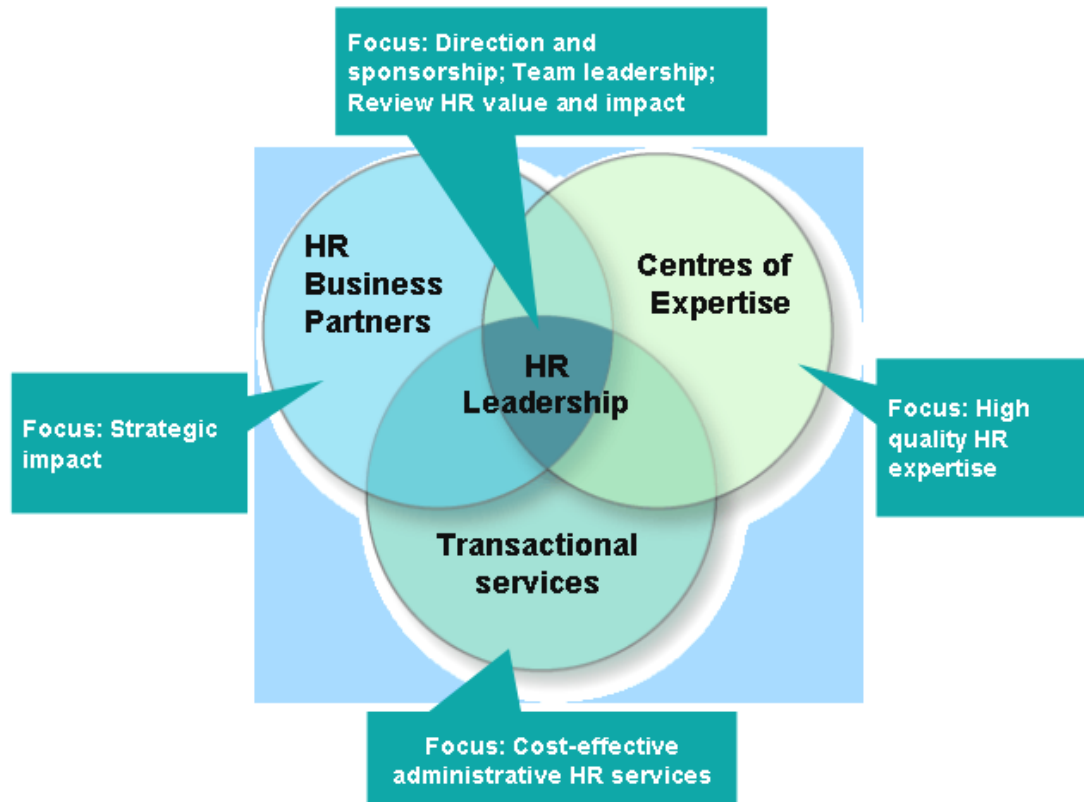 Focus: Direction and
sponsorship; Team leadership;
Review HR value and impact
HR
Business
Partners
Centres of
Expertise
HR
Leadership
Focus: Strategic
impact
Focus: High
quality HR
expertise
Transactional
services
Focus: Cost-effective
administrative HR services